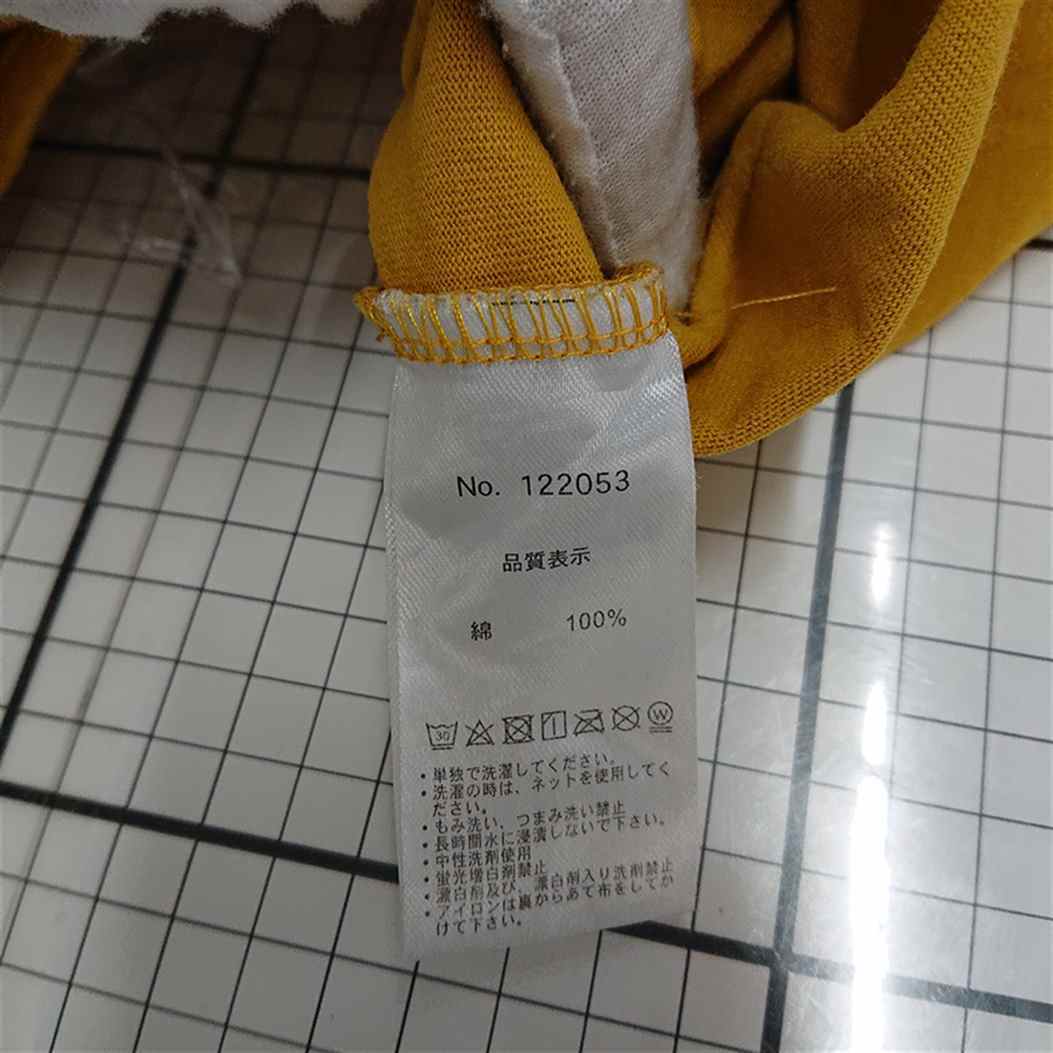 No. 122053
品質表示
綿 100%
30
W
・単独で洗濯してください。
・洗濯の時は、ネットを使用してく
ださい。
・もみ洗い、つまみ洗い禁止
・長時間水に浸漬しないで下さい。
・中性洗剤使用
・蛍光増白剤禁止
・漂白剤及び、漂白剤入り洗剤禁止
・アイロンは裏からあて布をしてか
けて下さい。